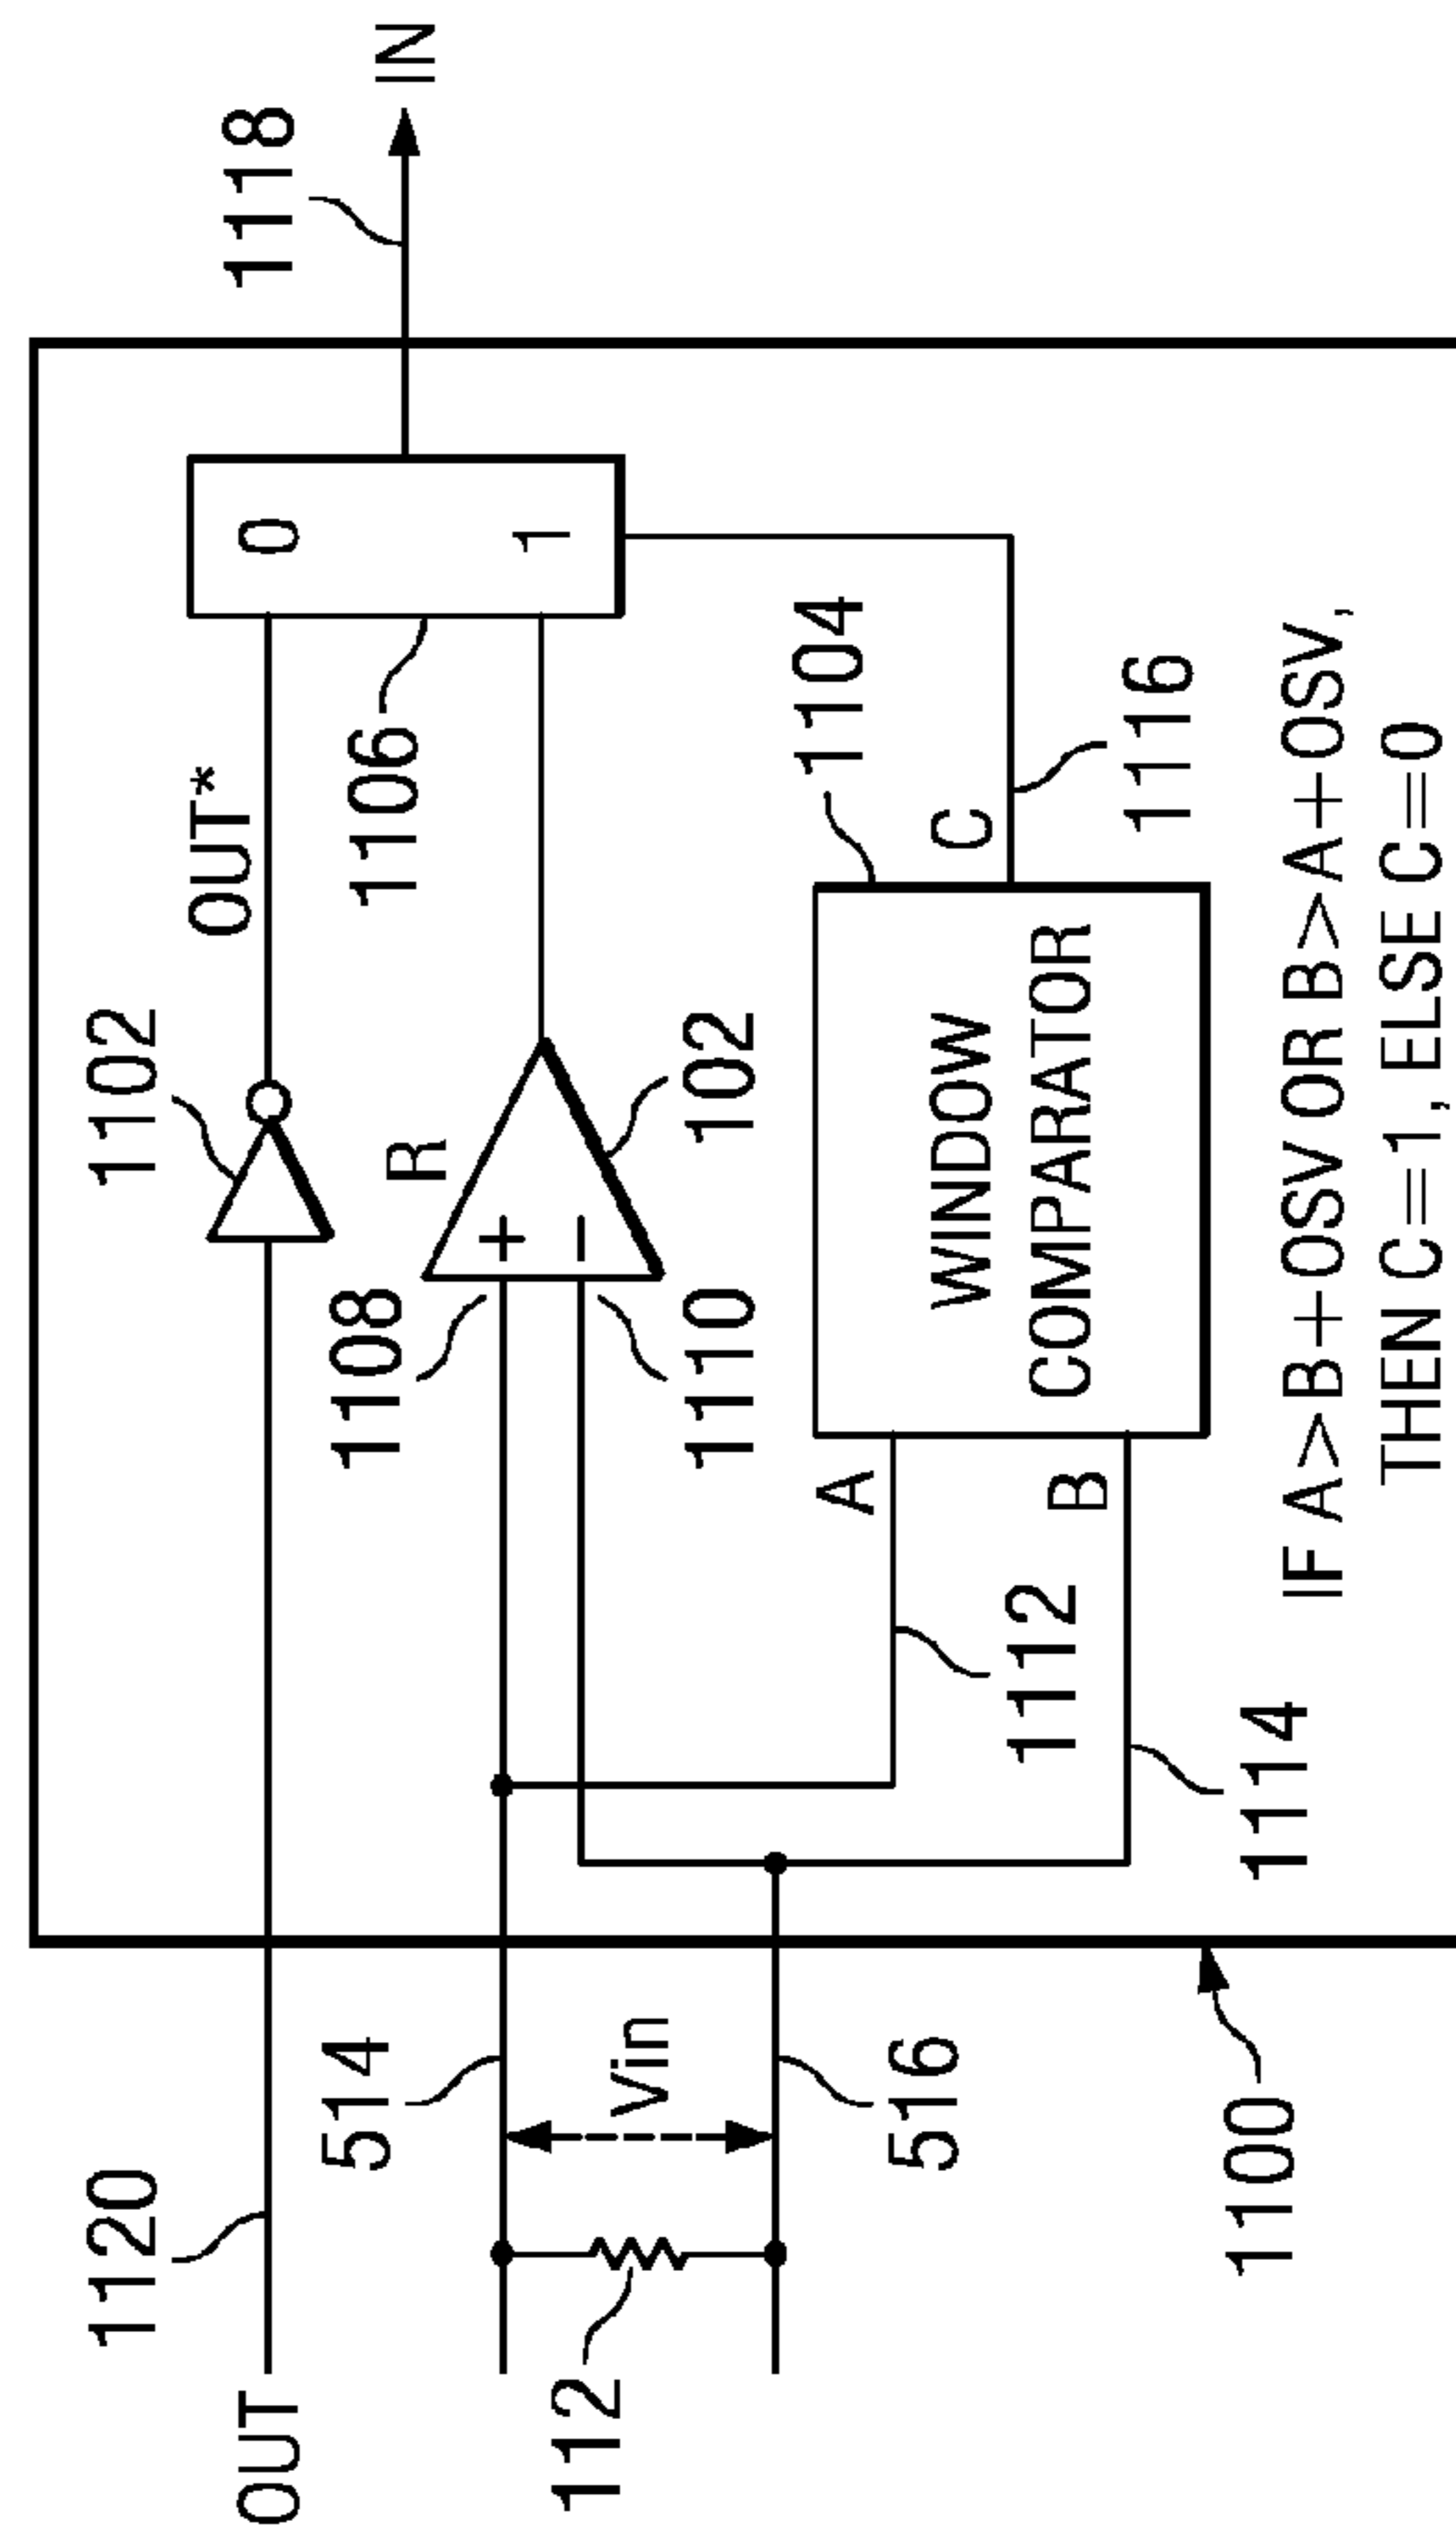 OUT
1120
1102
OUT*
514
1108
R
1106
0
1118
IN
112
Vin
+
−
1
1110
102
516
A
1104
WINDOW
COMPARATOR
C
1112
B
1116
1100
1114
IF A>B+OSV OR B>A+OSV,
THEN C=1, ELSE C=0